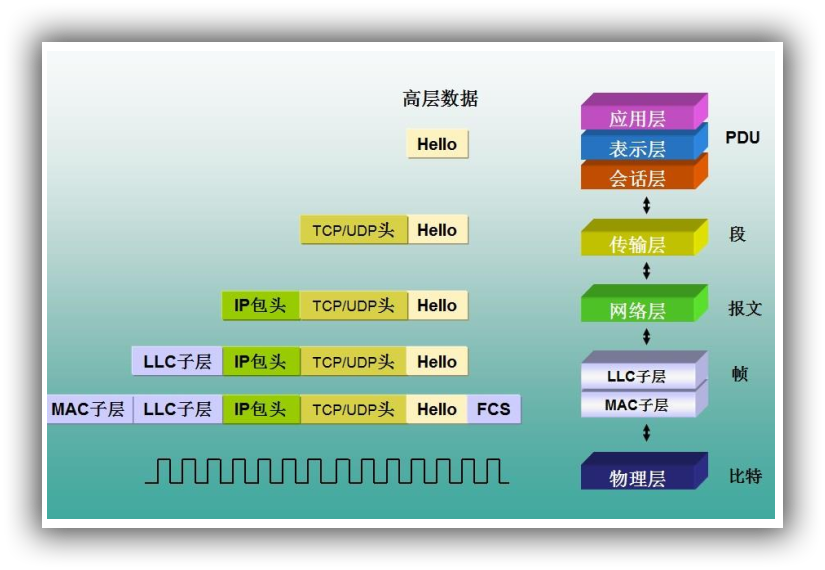 高层数据
Hello
应用层
表示层
会话层
PDU
TCP/UDP头 Hello
传输层
段
IP包头 TCP/UDP头 Hello
网络层
报文
LLC子层 IP包头 TCP/UDP头 Hello
LLC子层
帧
MAC子层 LLC子层 IP包头 TCP/UDP头 Hello FCS
MAC子层
物理层
比特